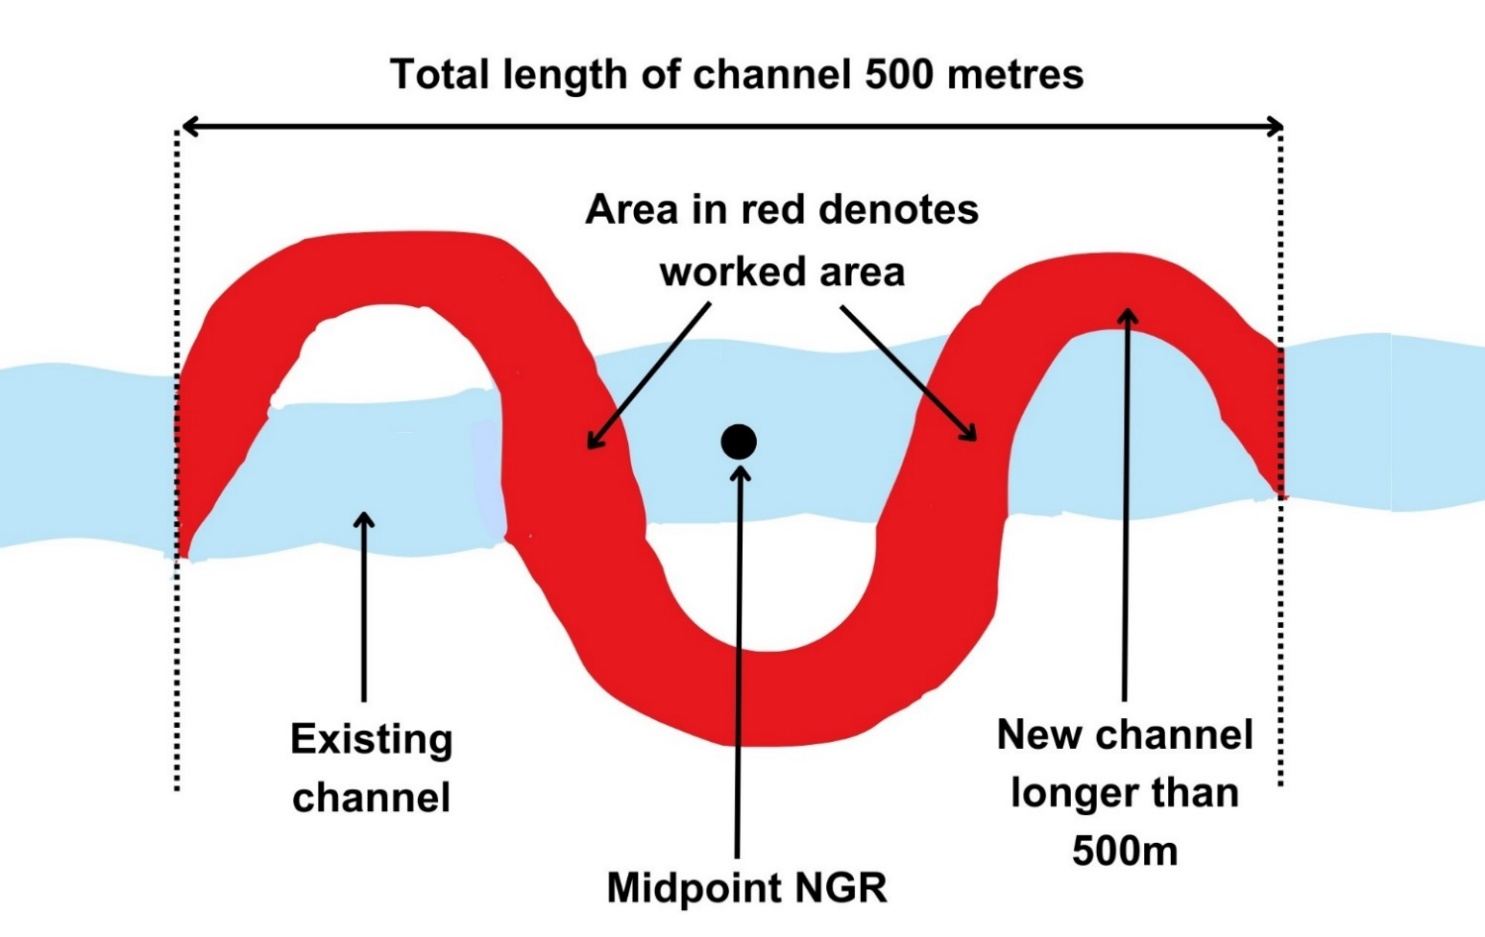 Total length of channel 500 metres
Area in red denotes
worked area
Existing
channel
Midpoint NGR
New channel
longer than
500m